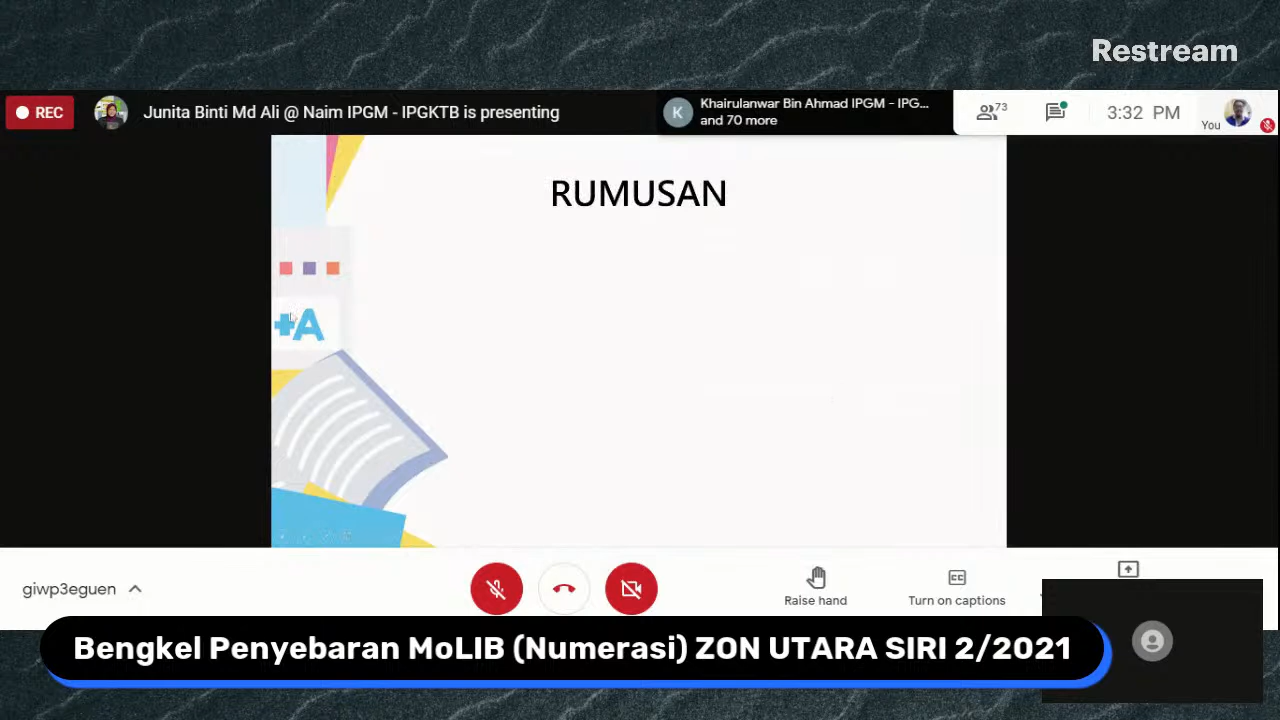 Restream
REC
Junita Binti Md Ali @ Naim IPGM - IPGKTB is presenting
K
Khairulanwar Bin Ahmad IPGM - IPG...
and 70 more
73
3:32 PM
You
RUMUSAN
+A
giwp3eguen
Raise hand
CC
Turn on captions
Bengkel Penyebaran MoLIB (Numerasi) ZON UTARA SIRI 2/2021